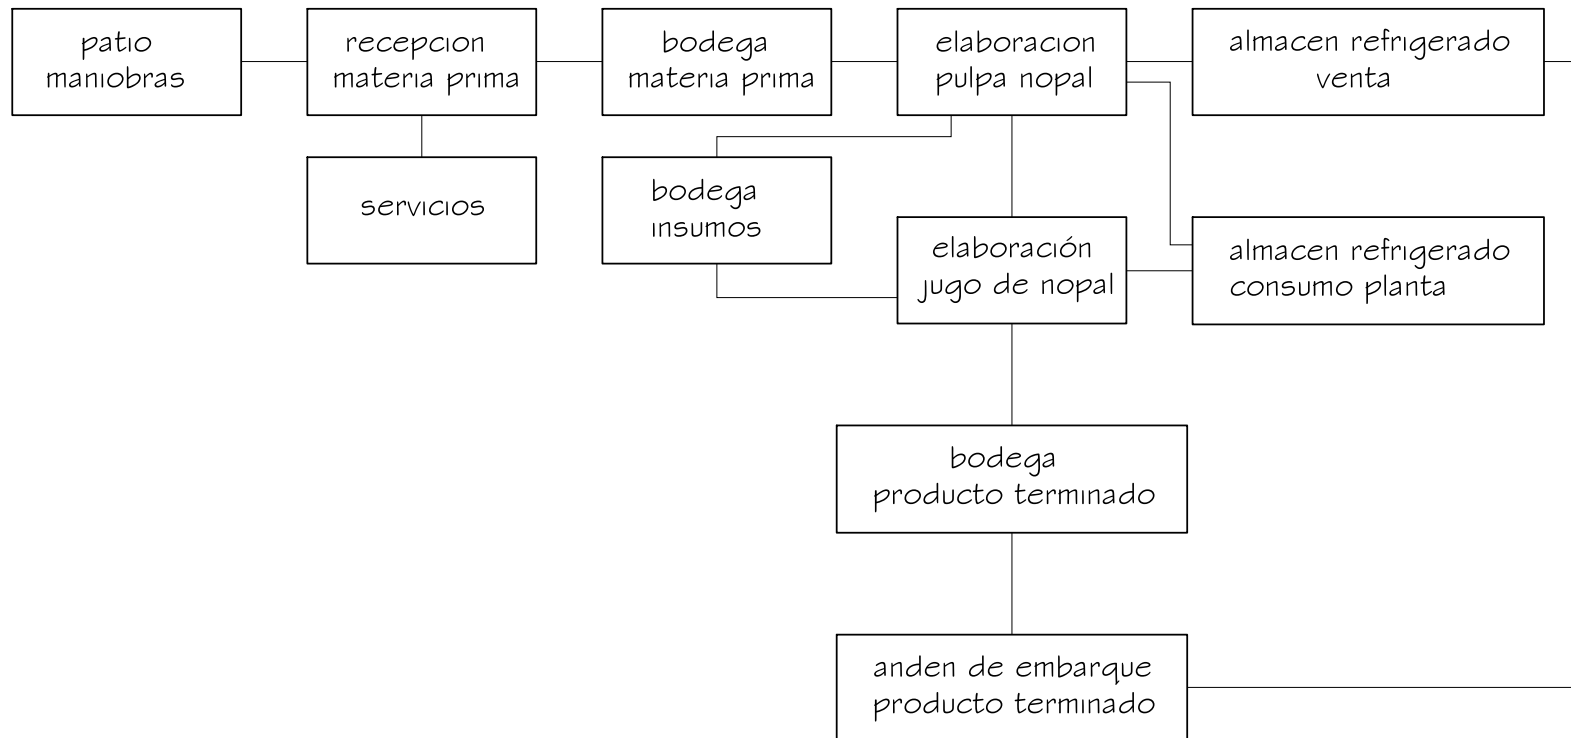 patio
maniobras
recepcion
materia prima
bodega
materia prima
elaboracion
pulpa nopal
almacen refrigerado
venta
servicios
bodega
insumos
elaboración
jugo de nopal
almacen refrigerado
consumo planta
bodega
producto terminado
anden de embarque
producto terminado